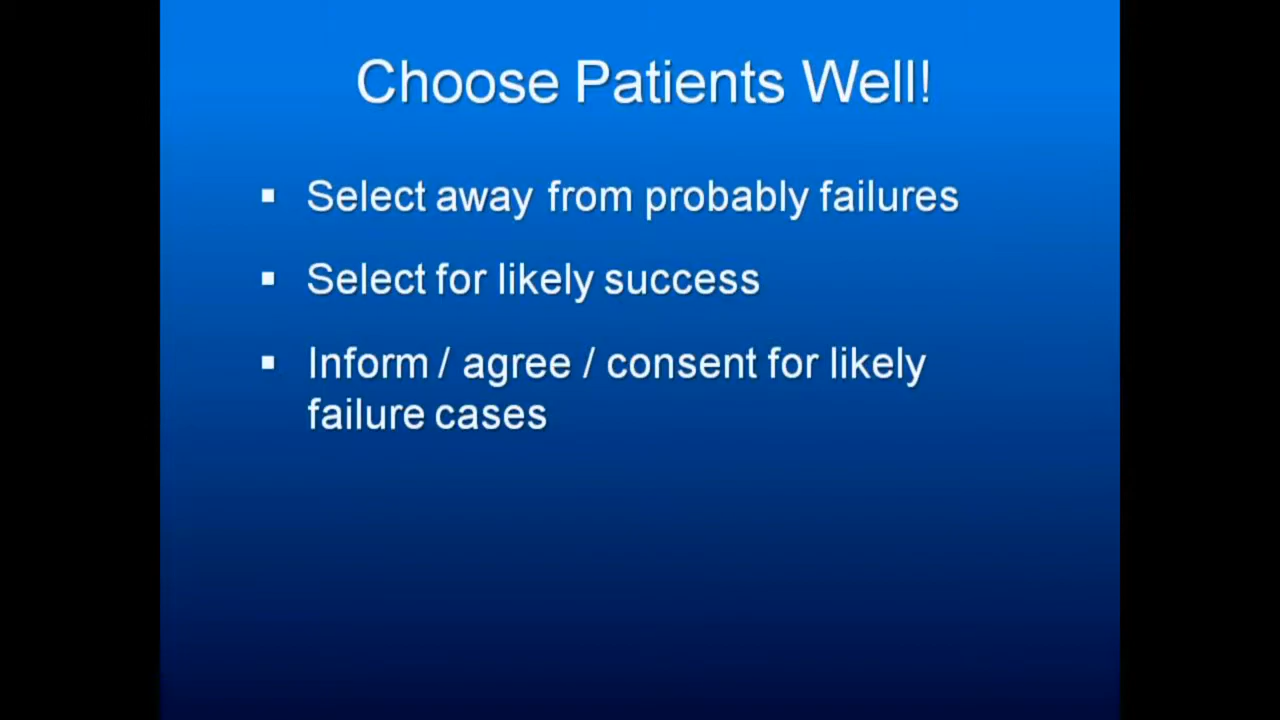 Choose Patients Well!
▪ Select away from probably failures
▪ Select for likely success
▪ Inform / agree / consent for likely
failure cases